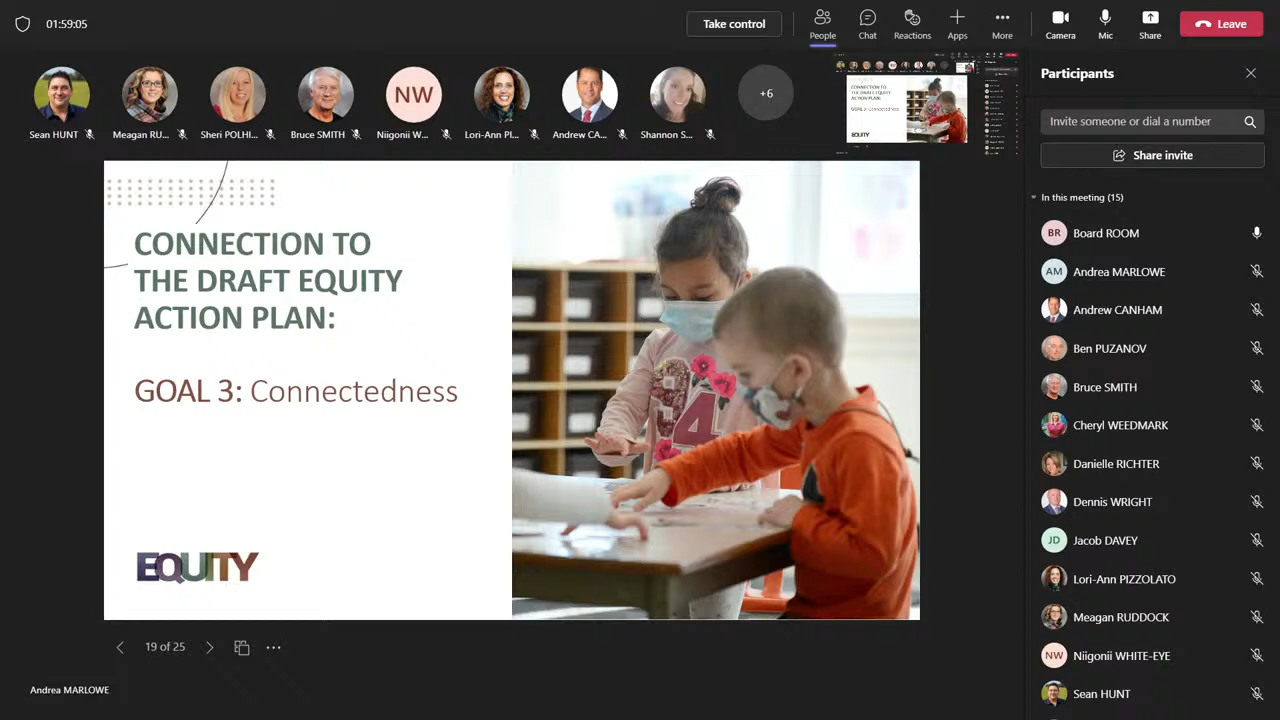 01:59:05
Take control
People
Chat
Reactions
Apps
More
Camera
Mic
Share
Leave
Sean HUNT
Meagan RU...
Sheri POLHI...
Bruce SMITH
NW
Niigonii W...
Lori-Ann PI...
Andrew CA...
Shannon S...
+6
CONNECTION TO
THE DRAFT EQUITY
ACTION PLAN:
GOAL 3: Connectedness
EQUITY
94
19 of 25
Andrea MARLOWE
Participants
Invite someone or dial a number
Share invite
In this meeting (15)
BR Board ROOM
AM Andrea MARLOWE
Andrew CANHAM
Ben PUZANOV
Bruce SMITH
Cheryl WEEDMARK
Danielle RICHTER
Dennis WRIGHT
JD Jacob DAVEY
Lori-Ann PIZZOLATO
Meagan RUDDOCK
NW Niigonii WHITE-EYE
Sean HUNT